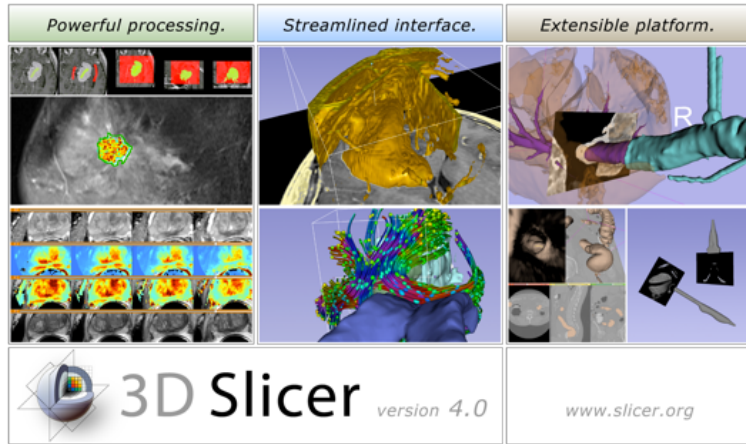 Powerful processing.
Streamlined interface.
Extensible platform.
R
3D Slicer version 4.0
www.slicer.org